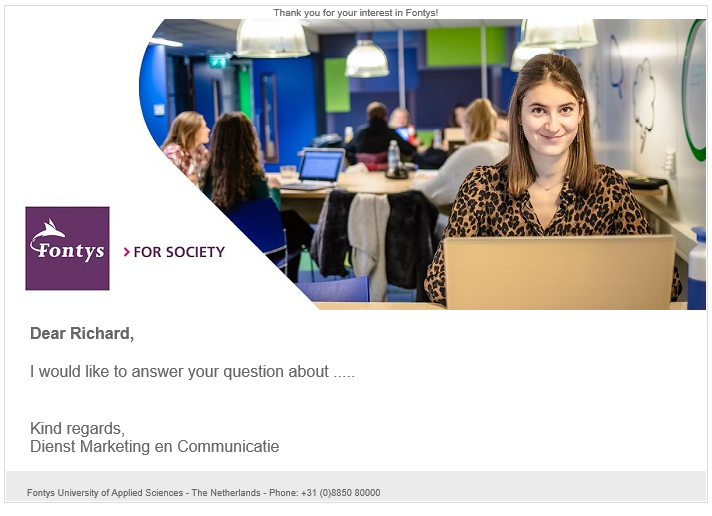 Thank you for your interest in Fontys!
Fontys
FOR SOCIETY
Dear Richard,
I would like to answer your question about .....
Kind regards,
Dienst Marketing en Communicatie
Fontys University of Applied Sciences - The Netherlands - Phone: +31 (0)8850 80000